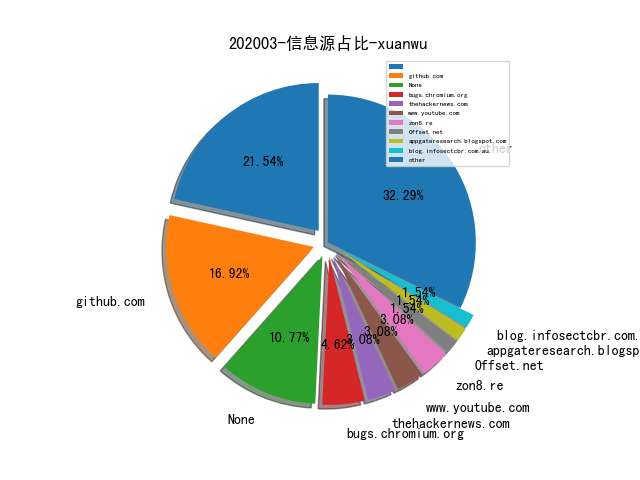 202003-信息源占比-xuanwu
github.com
None
bugs.chromium.org
thehackernews.com
www.youtube.com
zon8.re
Offset.net
appgateresearch.blogspot.com
blog.infosectcbr.com.au
other
other
21.54%
32.29%
16.92%
github.com
10.77%
4.62%
3.08%
3.08%
3.08%
1.54%
1.54%
1.54%
blog.infosectcbr.com.
appgateresearch.blogsp
Offset.net
zon8.re
www.youtube.com
thehackernews.com
bugs.chromium.org
None